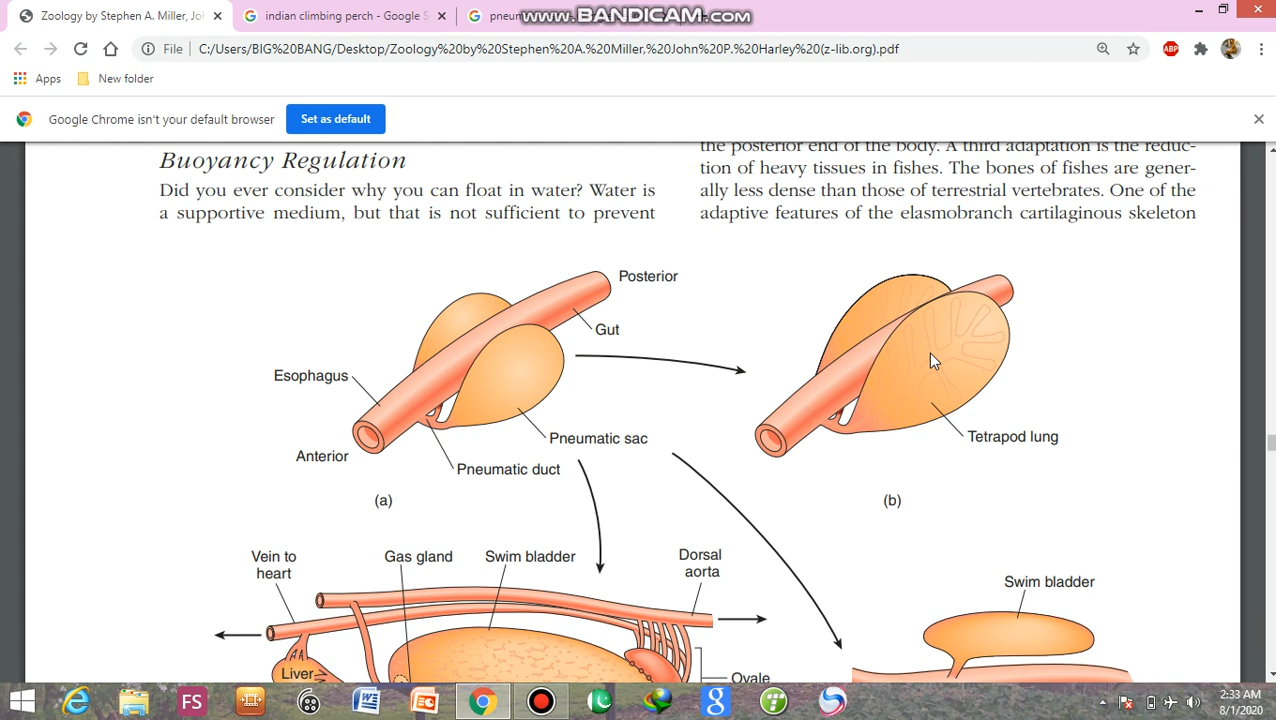 Zoology by Stephen A. Miller, Joh
indian climbing perch - Google S
pneun
www.BANDICAM.com
File
C:/Users/BIG%20BANG/Desktop/Zoology%20by%20Stephen%20A.%20Miller,%20John%20P.%20Harley%20(z-lib.org).pdf
ABP
Apps
New folder
Google Chrome isn't your default browser
Set as default
Buoyancy Regulation
Did you ever consider why you can float in water? Water is
a supportive medium, but that is not sufficient to prevent
the posterior end of the body. A third adaptation is the reduc-
tion of heavy tissues in fishes. The bones of fishes are gener-
ally less dense than those of terrestrial vertebrates. One of the
adaptive features of the elasmobranch cartilaginous skeleton
Posterior
Gut
Esophagus
Pneumatic sac
Anterior
Pneumatic duct
(a)
Tetrapod lung
(b)
Vein to
heart
Gas gland
Swim bladder
Dorsal
aorta
Swim bladder
Liver
Ovale
FS
2:33 AM
8/1/2020